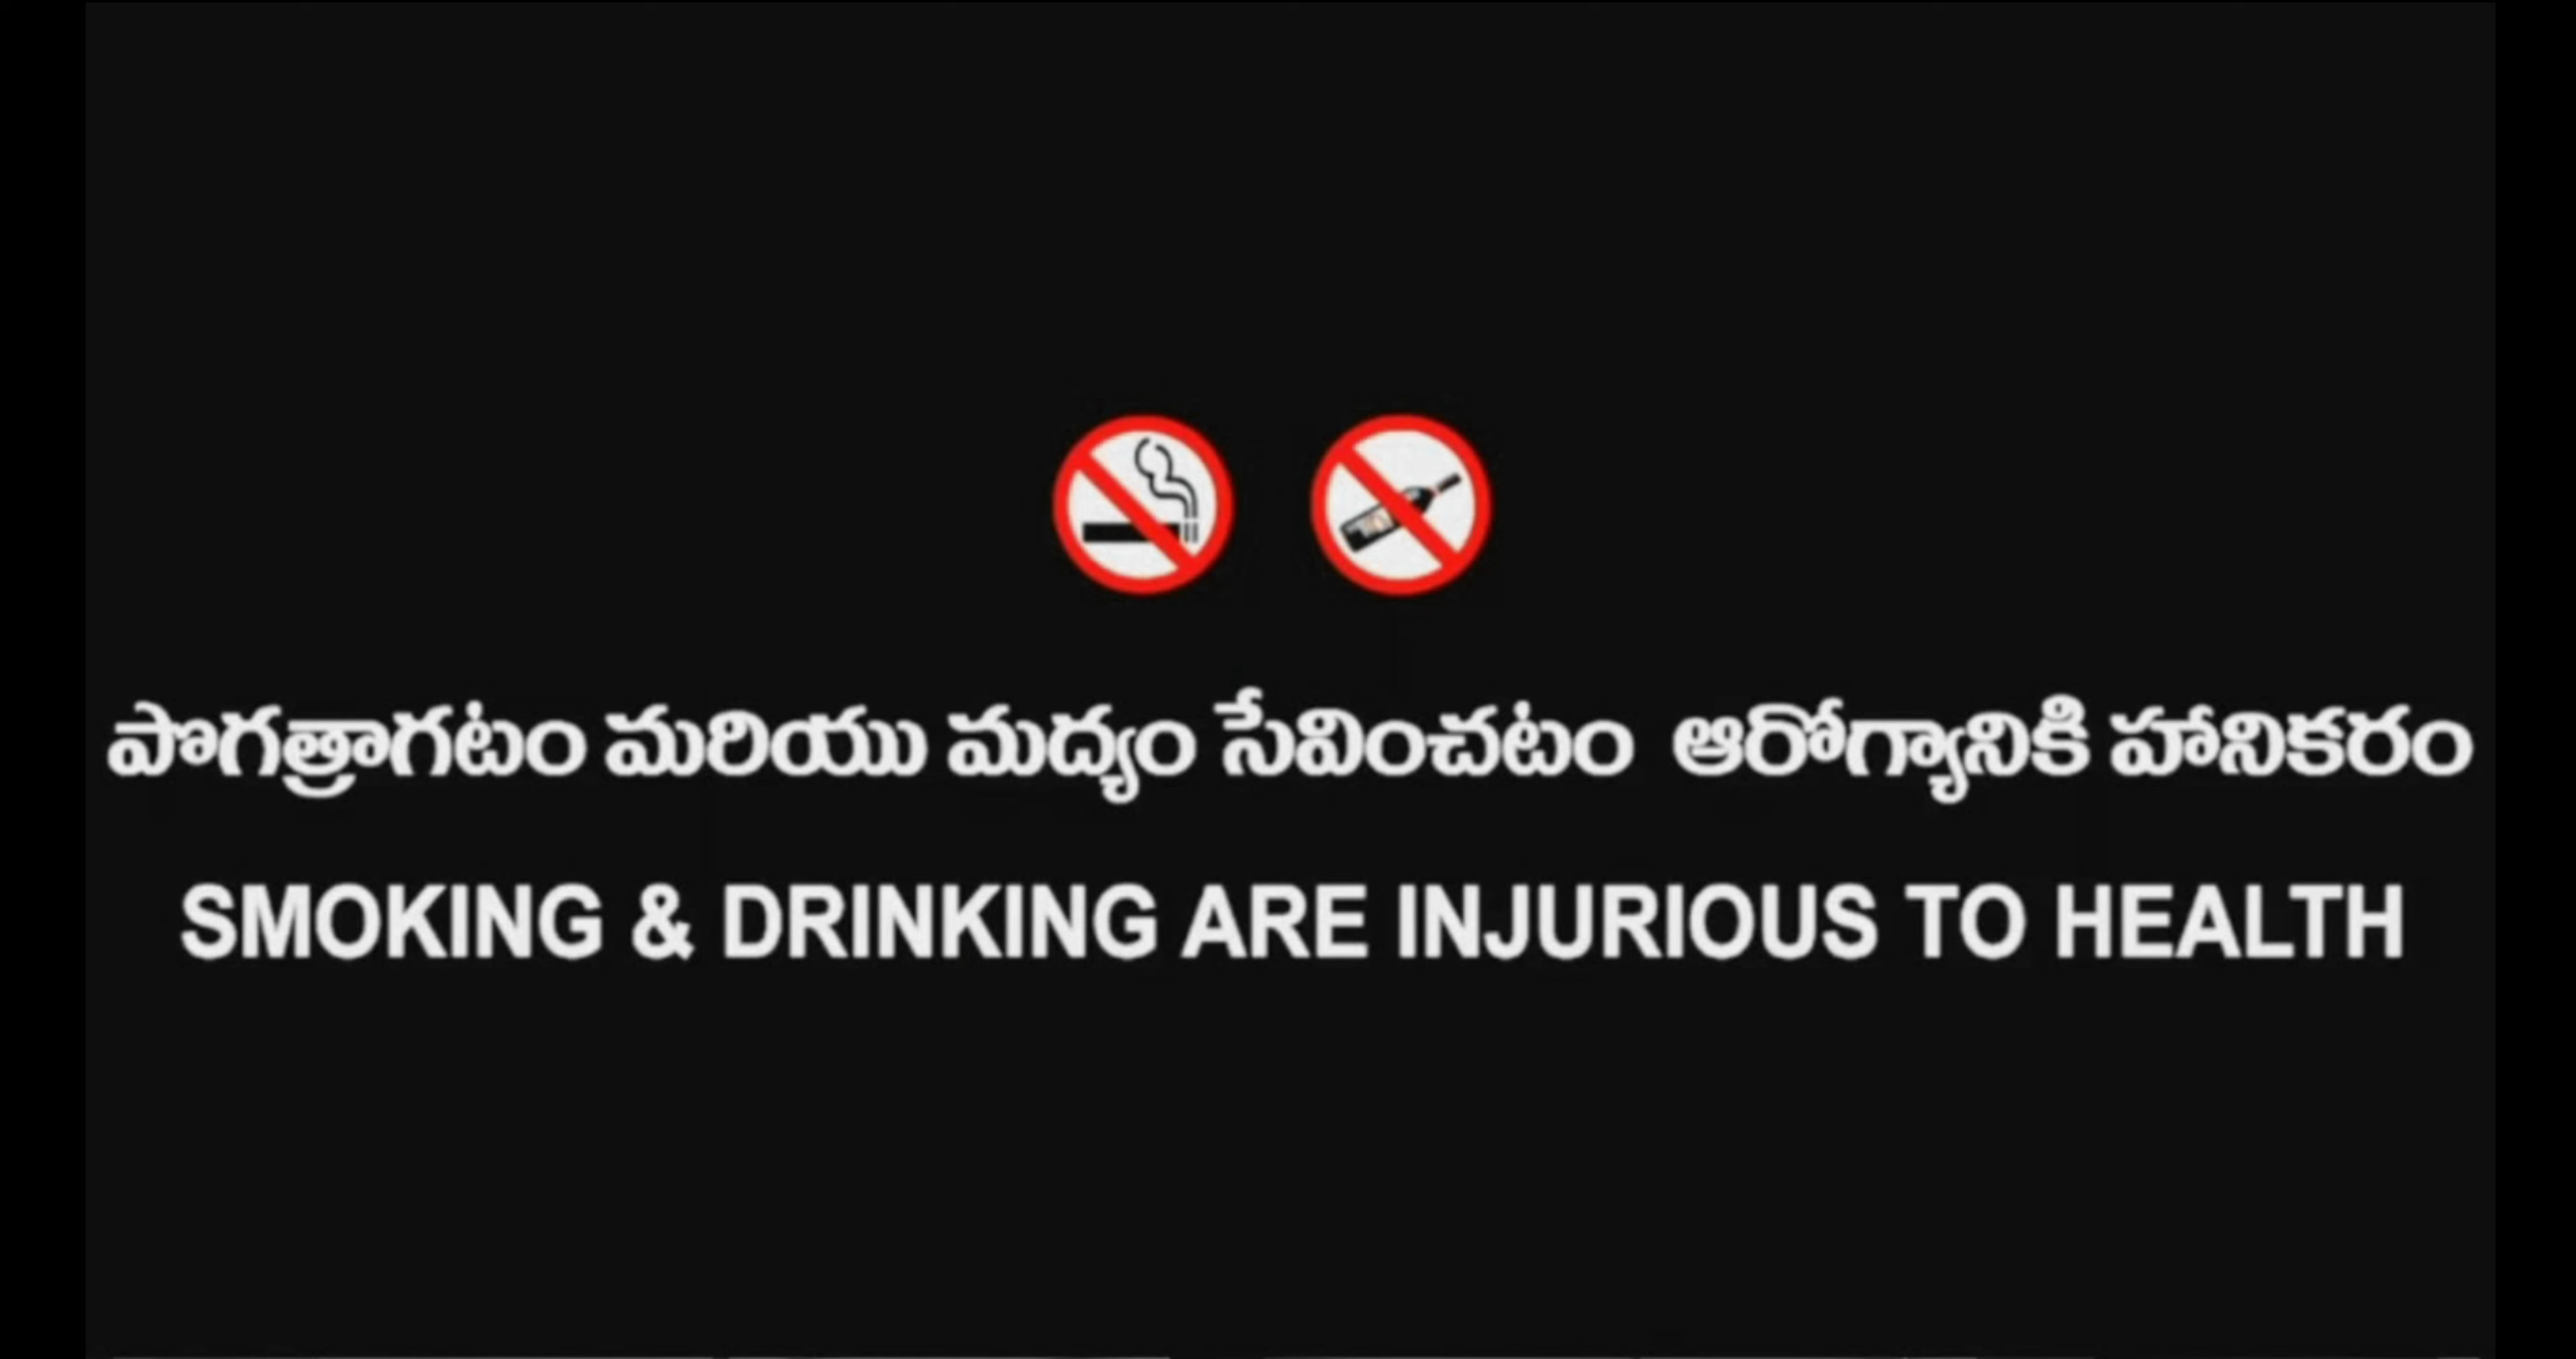 పొగత్రాగటం మరియు మద్యం సేవించటం ఆరోగ్యానికి హానికరం
SMOKING & DRINKING ARE INJURIOUS TO HEALTH